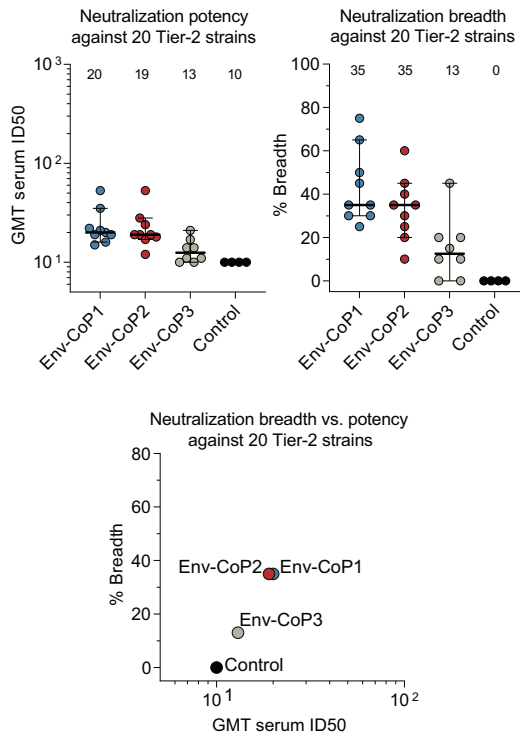 Neutralization potency
against 20 Tier-2 strains
20 19 13 10
10³
10²
10¹
GMT serum ID50
Env-CoP1
Env-CoP2
Env-CoP3
Control
Neutralization breadth
against 20 Tier-2 strains
35 35 13 0
100
80
60
40
20
0
% Breadth
Env-CoP1
Env-CoP2
Env-CoP3
Control
Neutralization breadth vs. potency
against 20 Tier-2 strains
80
60
40
20
0
% Breadth
Env-CoP2 Env-CoP1
Env-CoP3
Control
10¹ 10²
GMT serum ID50